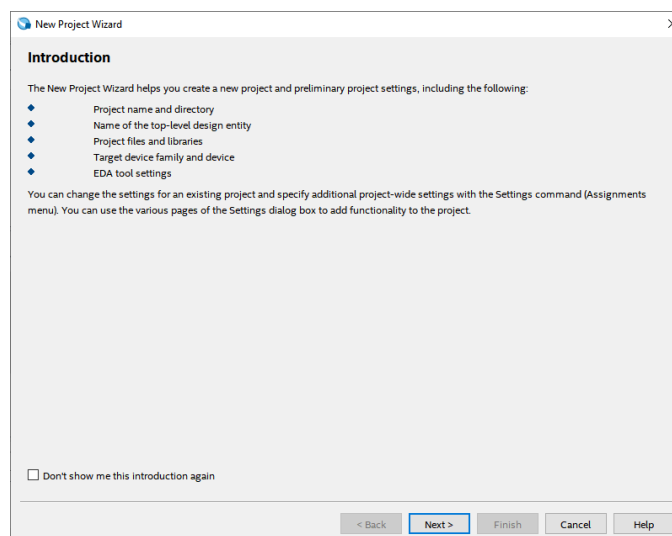 New Project Wizard
Introduction
The New Project Wizard helps you create a new project and preliminary project settings, including the following:
Project name and directory
Name of the top-level design entity
Project files and libraries
Target device family and device
EDA tool settings
You can change the settings for an existing project and specify additional project-wide settings with the Settings command (Assignments
menu). You can use the various pages of the Settings dialog box to add functionality to the project.
Don't show me this introduction again
< Back Next > Finish Cancel Help